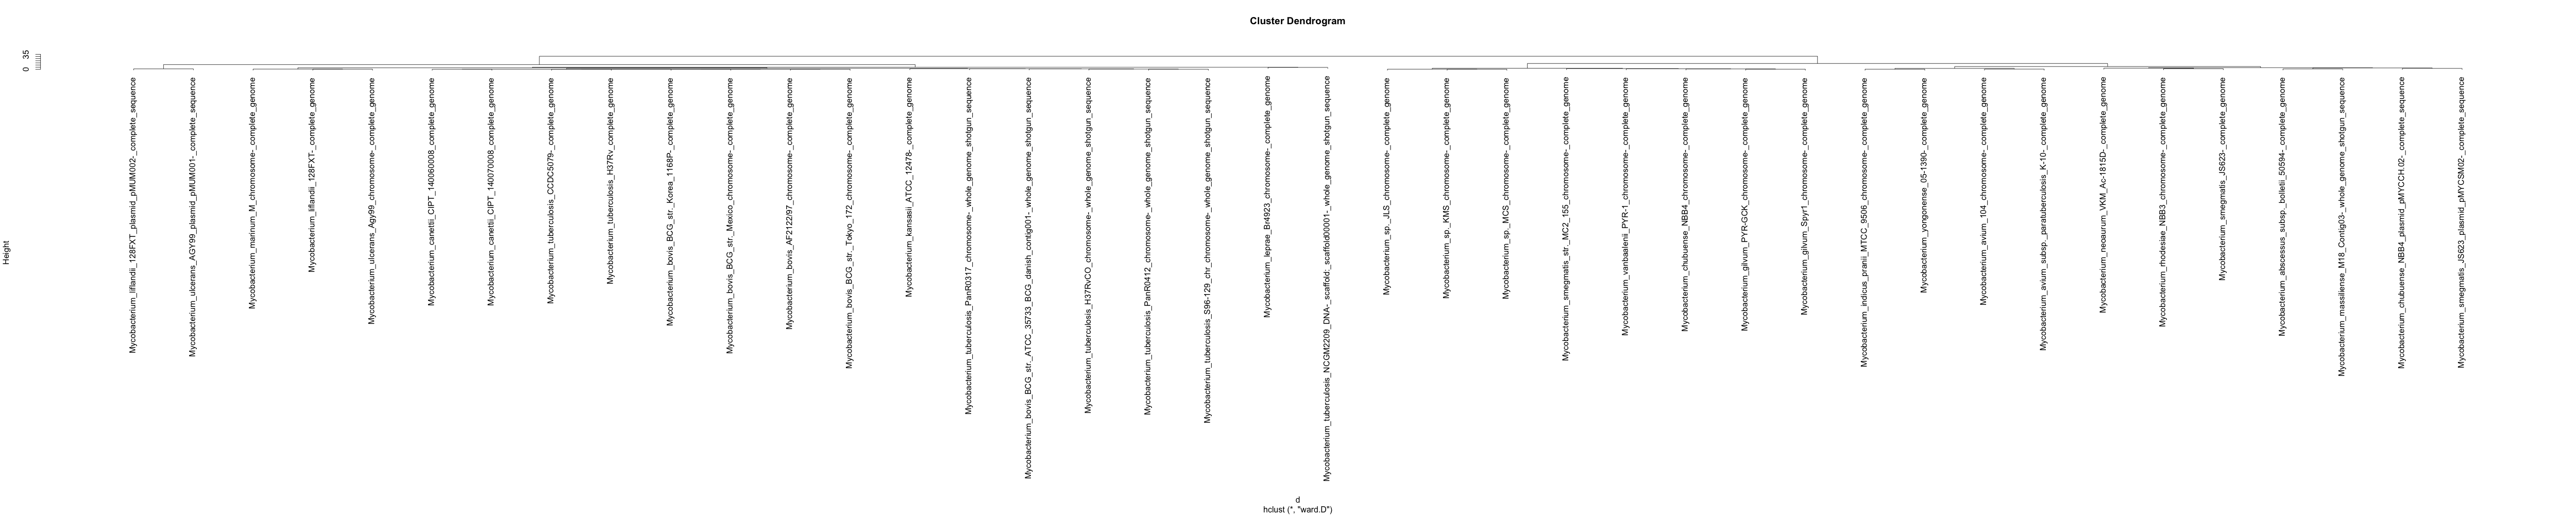 Cluster Dendrogram
Height
0 35
Mycobacterium_liflandii_128FXT_plasmid_pMUM002-_complete_sequence
Mycobacterium_ulcerans_AGY99_plasmid_pMUM001-_complete_sequence
Mycobacterium_marinum_M_chromosome-_complete_genome
Mycobacterium_liflandii_128FXT-_complete_genome
Mycobacterium_ulcerans_Agy99_chromosome-_complete_genome
Mycobacterium_canettii_CIPT_140060008_complete_genome
Mycobacterium_canettii_CIPT_140070008_complete_genome
Mycobacterium_tuberculosis_CCDC5079-_complete_genome
Mycobacterium_tuberculosis_H37Rv_complete_genome
Mycobacterium_bovis_BCG_str._Korea_1168P-_complete_genome
Mycobacterium_bovis_BCG_str._Mexico_chromosome-_complete_genome
Mycobacterium_bovis_AF2122/97_chromosome-_complete_genome
Mycobacterium_bovis_BCG_str._Tokyo_172_chromosome-_complete_genome
Mycobacterium_kansasii_ATCC_12478-_complete_genome
Mycobacterium_tuberculosis_PanR0317_chromosome-_whole_genome_shotgun_sequence
Mycobacterium_bovis_BCG_str._ATCC_35733_BCG_danish_contig001-_whole_genome_shotgun_sequence
Mycobacterium_tuberculosis_H37RvCO_chromosome-_whole_genome_shotgun_sequence
Mycobacterium_tuberculosis_PanR0412_chromosome-_whole_genome_shotgun_sequence
Mycobacterium_tuberculosis_S96-129_chr_chromosome-_whole_genome_shotgun_sequence
Mycobacterium_leprae_Br4923_chromosome-_complete_genome
Mycobacterium_tuberculosis_NCGM2209_DNA-_scaffold:_scaffold00001-_whole_genome_shotgun_sequence
Mycobacterium_sp._JLS_chromosome-_complete_genome
Mycobacterium_sp._KMS_chromosome-_complete_genome
Mycobacterium_sp._MCS_chromosome-_complete_genome
Mycobacterium_smegmatis_str._MC2_155_chromosome-_complete_genome
Mycobacterium_vanbaalenii_PYR-1_chromosome-_complete_genome
Mycobacterium_chubuense_NBB4_chromosome-_complete_genome
Mycobacterium_gilvum_PYR-GCK_chromosome-_complete_genome
Mycobacterium_gilvum_Spyr1_chromosome-_complete_genome
Mycobacterium_indicus_pranii_MTCC_9506_chromosome-_complete_genome
Mycobacterium_yongonense_05-1390-_complete_genome
Mycobacterium_avium_104_chromosome-_complete_genome
Mycobacterium_avium_subsp._paratuberculosis_K-10-_complete_genome
Mycobacterium_neoaurum_VKM_Ac-1815D-_complete_genome
Mycobacterium_rhodesiae_NBB3_chromosome-_complete_genome
Mycobacterium_smegmatis_JS623-_complete_genome
Mycobacterium_abscessus_subsp._bolletii_50594-_complete_genome
Mycobacterium_massiliense_M18_Contig03-_whole_genome_shotgun_sequence
Mycobacterium_chubuense_NBB4_plasmid_pMYCCH.02-_complete_sequence
Mycobacterium_smegmatis_JS623_plasmid_pMYCSM02-_complete_sequence
d
hclust (*, "ward.D")